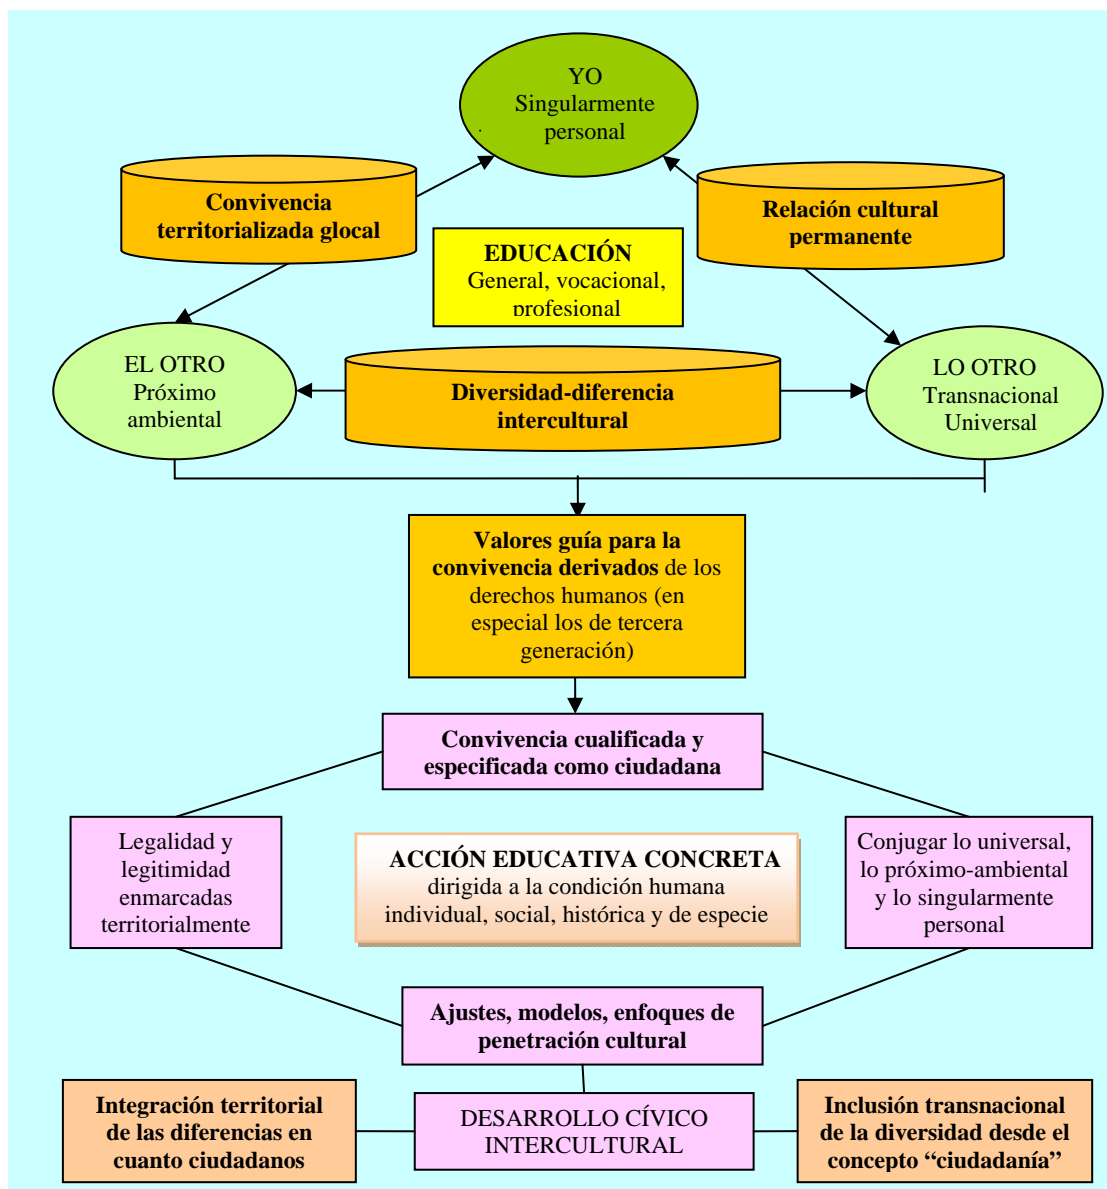 YO
Singularmente
personal
Convivencia
territorializada glocal
Relación cultural
permanente
EDUCACIÓN
General, vocacional,
profesional
EL OTRO
Próximo
ambiental
Diversidad-diferencia
intercultural
LO OTRO
Transnacional
Universal
Valores guía para la
convivencia derivados de los
derechos humanos (en
especial los de tercera
generación)
Convivencia cualificada y
especificada como ciudadana
Legalidad y
legitimidad
enmarcadas
territorialmente
ACCIÓN EDUCATIVA CONCRETA
dirigida a la condición humana
individual, social, histórica y de especie
Conjugar lo universal,
lo próximo-ambiental
y lo singularmente
personal
Ajustes, modelos, enfoques de
penetración cultural
Integración territorial
de las diferencias en
cuanto ciudadanos
DESARROLLO CÍVICO
INTERCULTURAL
Inclusión transnacional
de la diversidad desde el
concepto “ciudadanía”